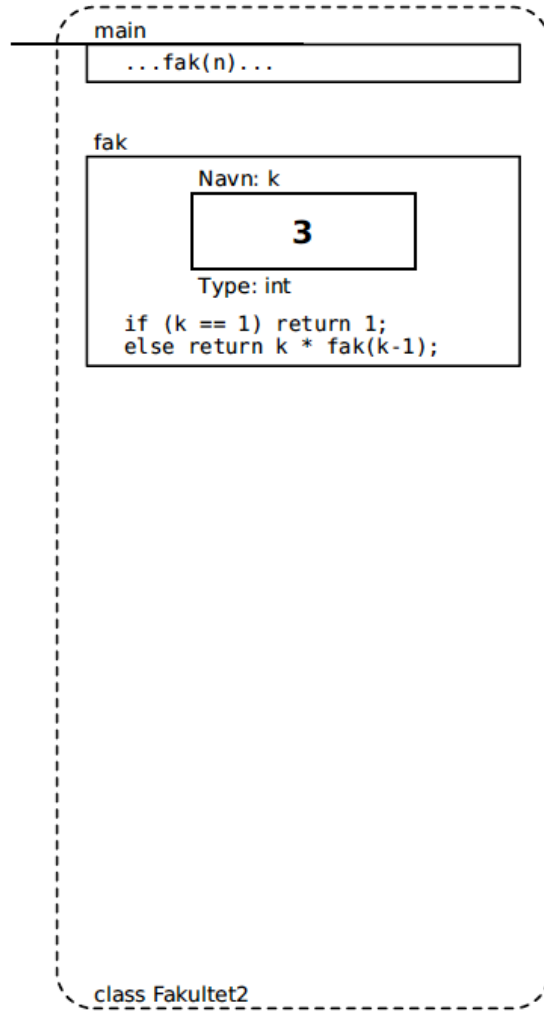 main
...fak(n)...
fak
Navn: k
3
Type: int
if (k == 1) return 1;
else return k * fak(k-1);
class Fakultet2